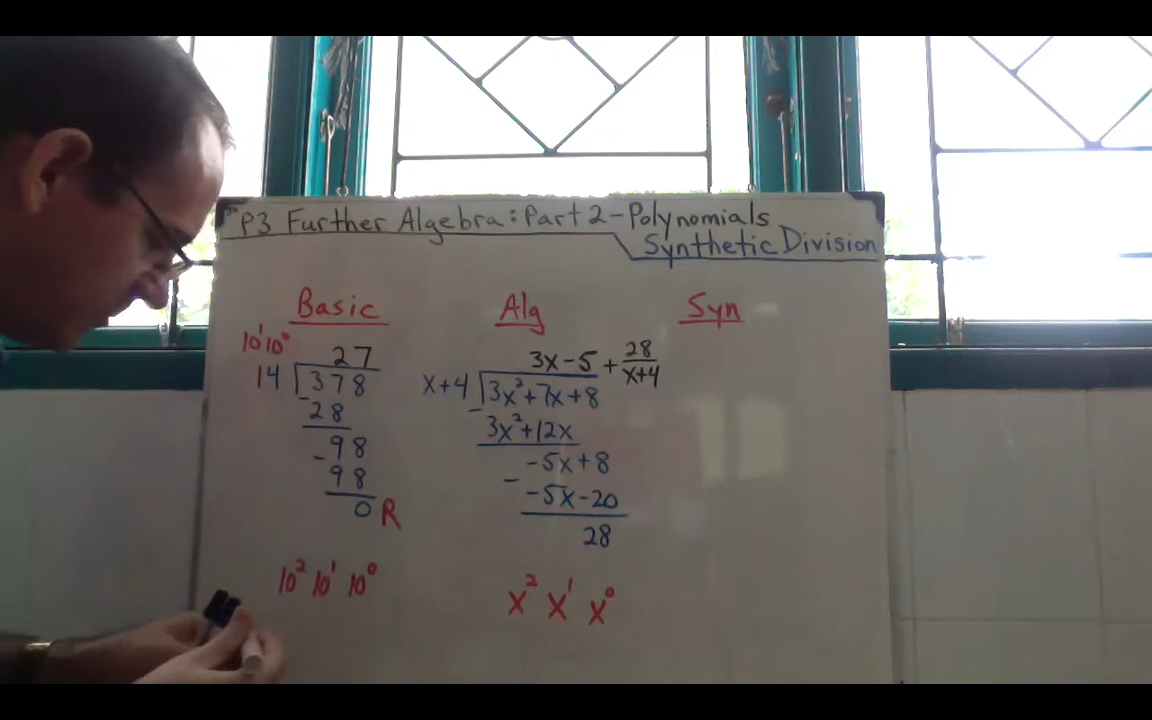 P3 Further Algebra: Part 2 - Polynomials
Synthetic Division
Basic
10¹ 10⁰
27
14 378
- 28
- 98
98
0 R
10² 10¹ 10⁰
Alg
3x - 5 + 28/(x+4)
x+4 3x²+7x+8
- 3x²+12x
-5x+8
- -5x-20
28
x² x¹ x⁰
Syn